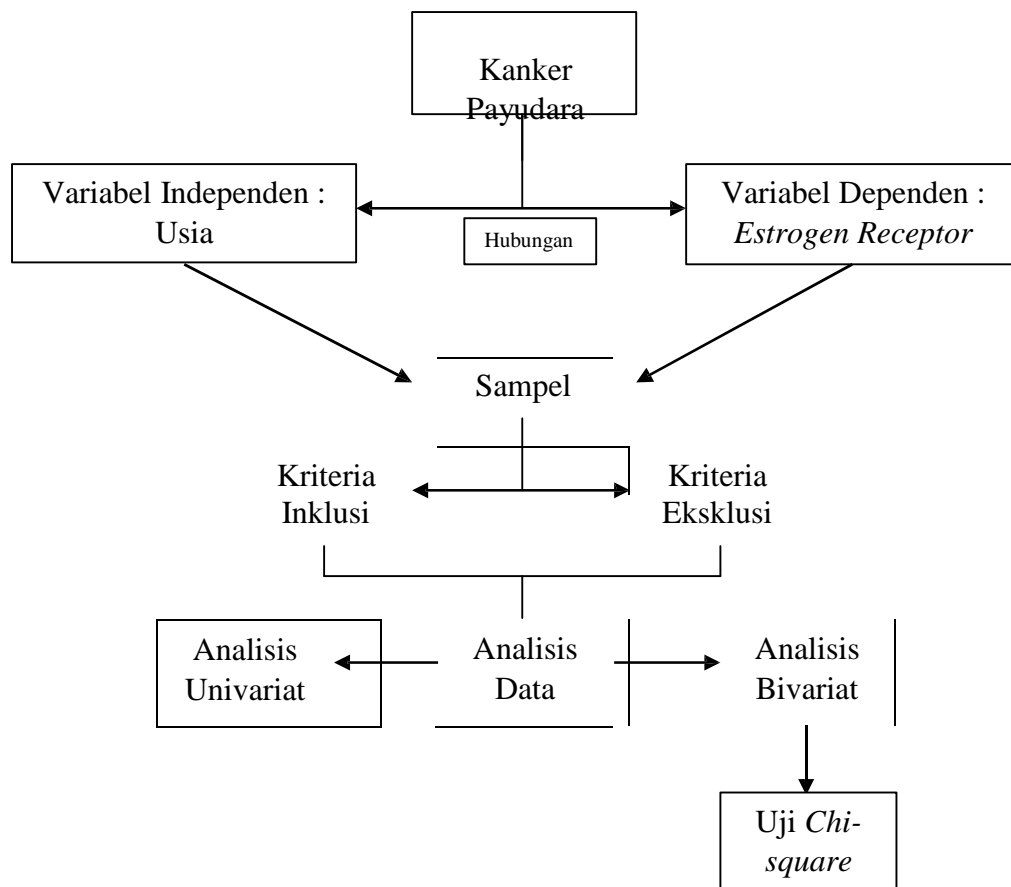 Kanker
Payudara
Variabel Independen :
Usia
Hubungan
Variabel Dependen :
Estrogen Receptor
Sampel
Kriteria
Inklusi
Kriteria
Eksklusi
Analisis
Univariat
Analisis
Data
Analisis
Bivariat
Uji Chi-
square